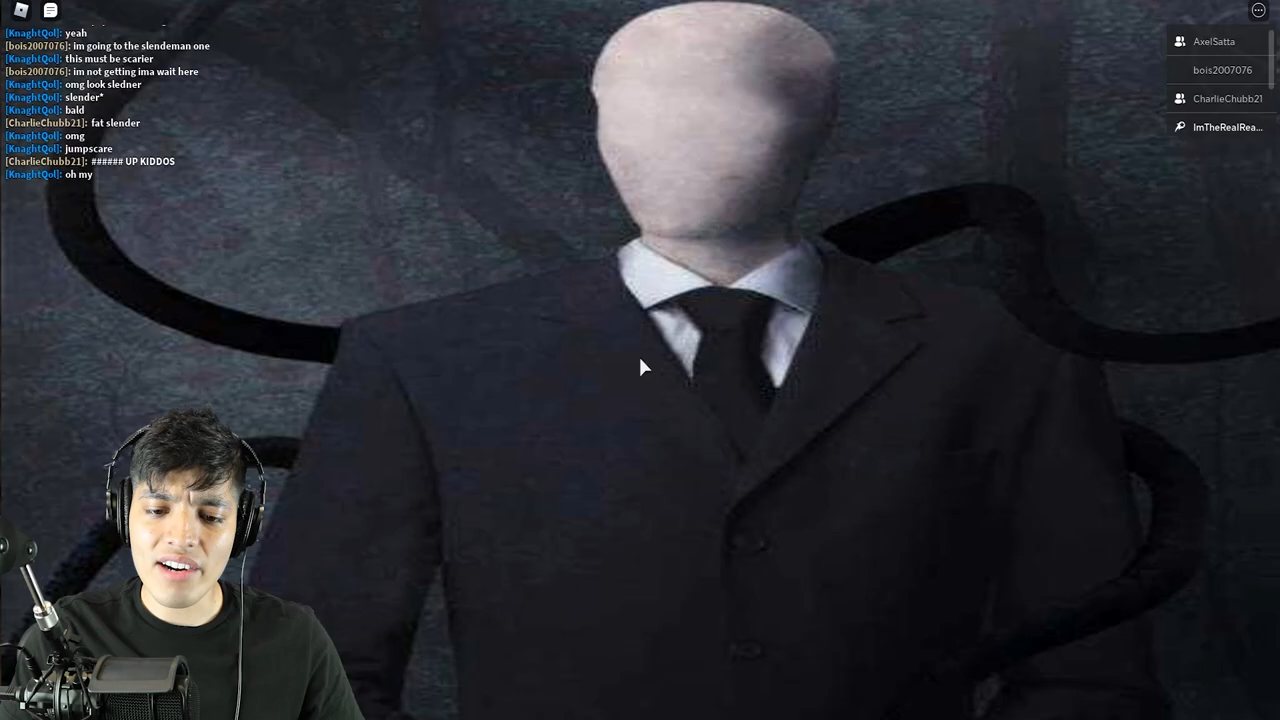 [KnaghtQol]: yeah
[bois2007076]: im going to the slendeman one
[KnaghtQol]: this must be scarier
[bois2007076]: im not getting ima wait here
[KnaghtQol]: omg look sledner
[KnaghtQol]: slender*
[KnaghtQol]: bald
[CharlieChubb21]: fat slender
[KnaghtQol]: omg
[KnaghtQol]: jumpscare
[CharlieChubb21]: ###### UP KIDDOS
[KnaghtQol]: oh my
AxelSatta
bois2007076
CharlieChubb21
ImTheRealRea...